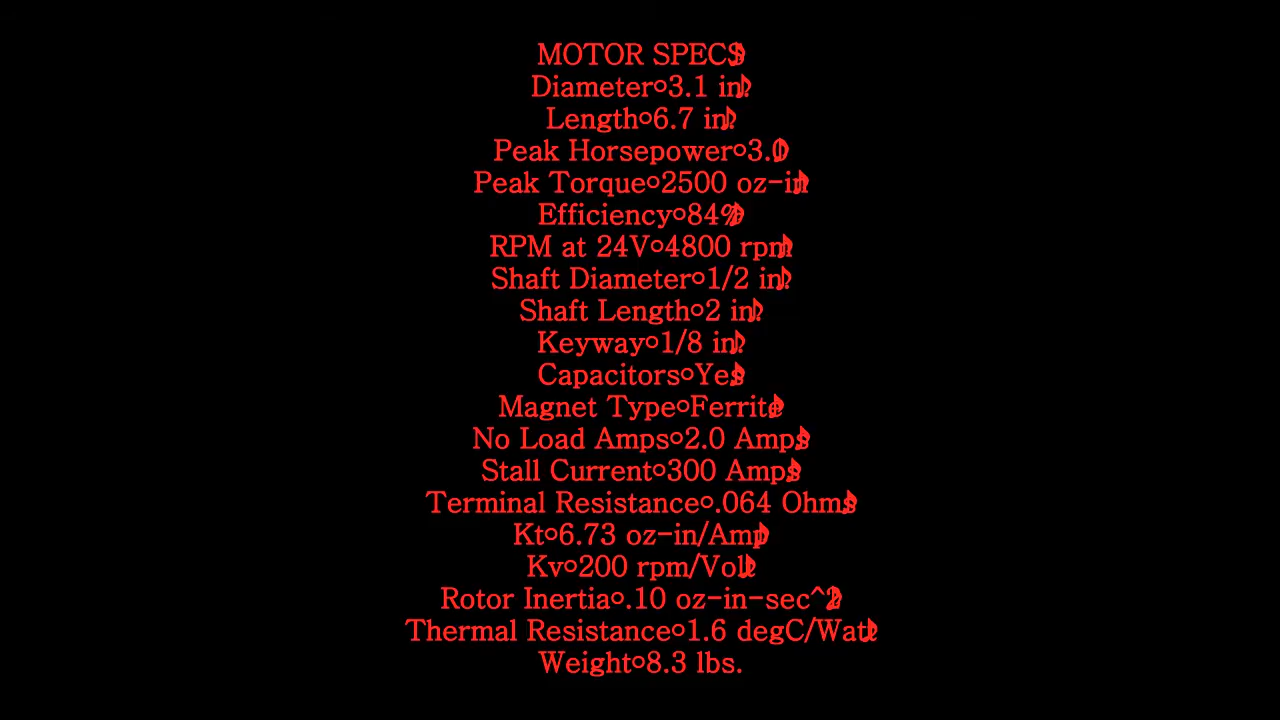 MOTOR SPECS♪
Diameter○3.1 in.♪
Length○6.7 in.♪
Peak Horsepower○3.0♪
Peak Torque○2500 oz-in♪
Efficiency○84%♪
RPM at 24V○4800 rpm♪
Shaft Diameter○1/2 in.♪
Shaft Length○2 in.♪
Keyway○1/8 in.♪
Capacitors○Yes♪
Magnet Type○Ferrite♪
No Load Amps○2.0 Amps♪
Stall Current○300 Amps♪
Terminal Resistance○.064 Ohms♪
Kt○6.73 oz-in/Amp♪
Kv○200 rpm/Volt♪
Rotor Inertia○.10 oz-in-sec^2♪
Thermal Resistance○1.6 degC/Watt♪
Weight○8.3 lbs.